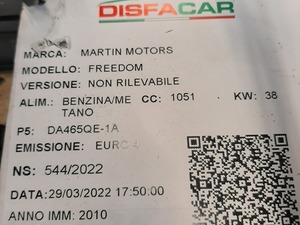 DISFACAR
MARCA: MARTIN MOTORS
MODELLO: FREEDOM
VERSIONE: NON RILEVABILE
ALIM.: BENZINA/ME CC: 1051 KW: 38
TANO
P5: DA465QE-1A
EMISSIONE: EURO 4
NS: 544/2022
DATA: 29/03/2022 17:50:00
ANNO IMM: 2010